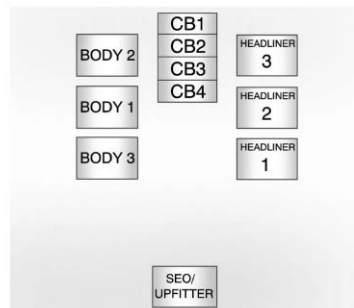 CB1
CB2
CB3
CB4
BODY 2
BODY 1
BODY 3
HEADLINER
3
HEADLINER
2
HEADLINER
1
SEO/
UPFITTER